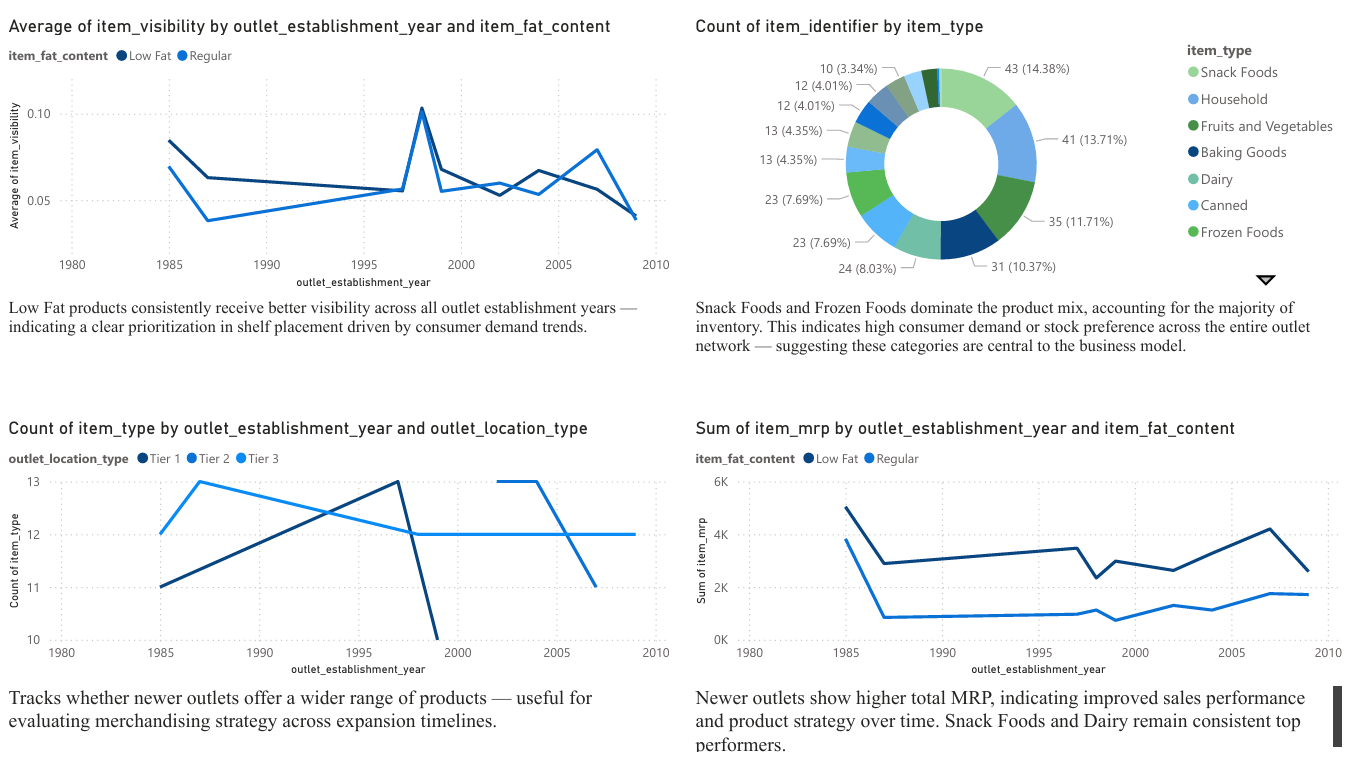 Average of item_visibility by outlet_establishment_year and item_fat_content
item_fat_content Low Fat Regular
0.10
0.05
Average of item_visibility
1980 1985 1990 1995 2000 2005 2010
outlet_establishment_year
Low Fat products consistently receive better visibility across all outlet establishment years —
indicating a clear prioritization in shelf placement driven by consumer demand trends.
Count of item_identifier by item_type
43 (14.38%)
41 (13.71%)
35 (11.71%)
31 (10.37%)
24 (8.03%)
23 (7.69%)
23 (7.69%)
13 (4.35%)
13 (4.35%)
12 (4.01%)
12 (4.01%)
10 (3.34%)
item_type
Snack Foods
Household
Fruits and Vegetables
Baking Goods
Dairy
Canned
Frozen Foods
Snack Foods and Frozen Foods dominate the product mix, accounting for the majority of
inventory. This indicates high consumer demand or stock preference across the entire outlet
network — suggesting these categories are central to the business model.
Count of item_type by outlet_establishment_year and outlet_location_type
outlet_location_type Tier 1 Tier 2 Tier 3
13
12
11
10
Count of item_type
1980 1985 1990 1995 2000 2005 2010
outlet_establishment_year
Tracks whether newer outlets offer a wider range of products — useful for
evaluating merchandising strategy across expansion timelines.
Sum of item_mrp by outlet_establishment_year and item_fat_content
item_fat_content Low Fat Regular
6K
4K
2K
0K
Sum of item_mrp
1980 1985 1990 1995 2000 2005 2010
outlet_establishment_year
Newer outlets show higher total MRP, indicating improved sales performance
and product strategy over time. Snack Foods and Dairy remain consistent top
performers.